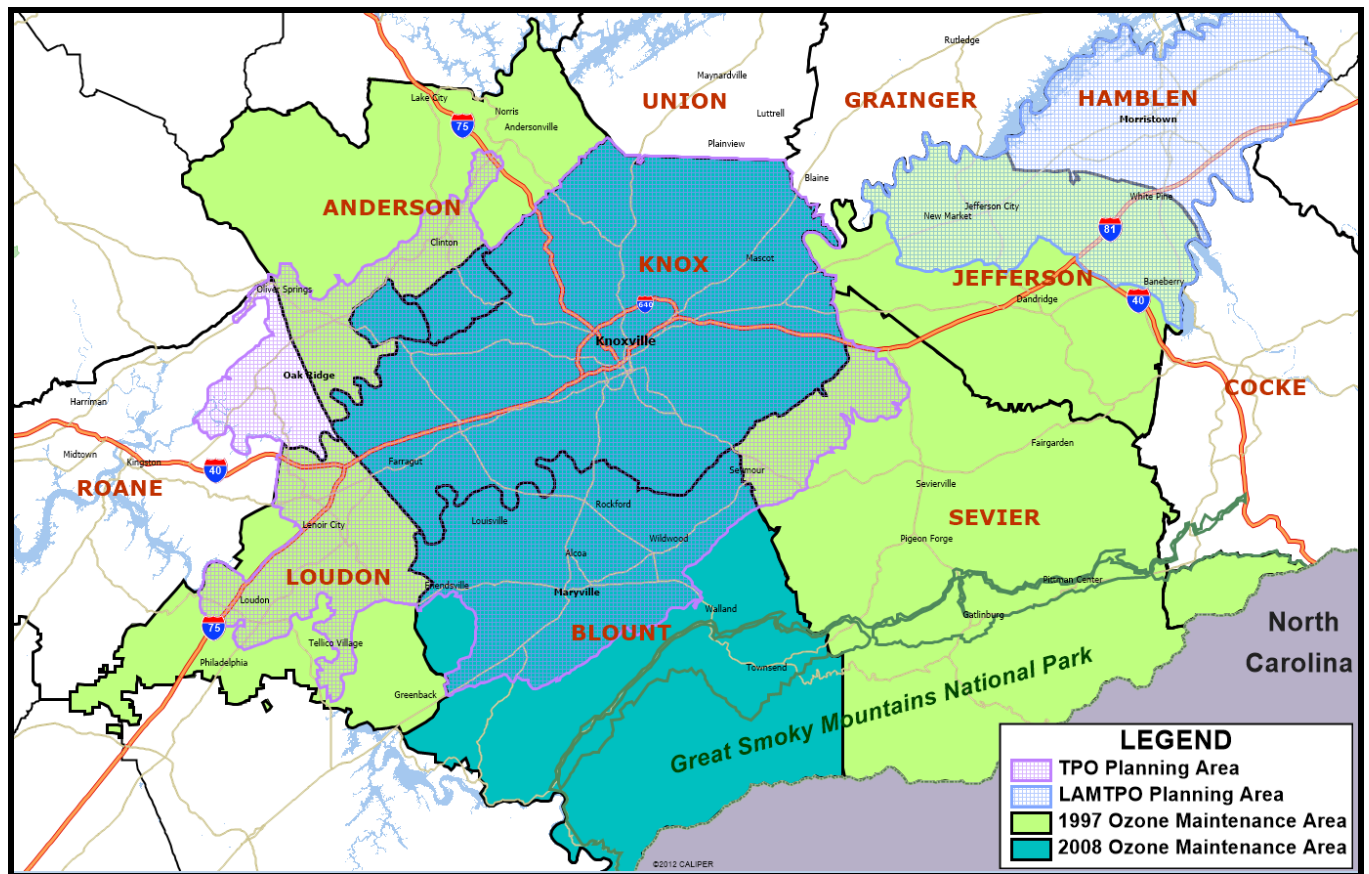 Rutledge
Maynardville
UNION
GRAINGER
HAMBLEN
Lake City
Norris
75
Andersonville
Luttrell
Morristown
Plainview
Blaine
ANDERSON
White Pine
Jefferson City
New Market
81
Clinton
KNOX
Mascot
JEFFERSON
Oliver Springs
Baneberry
640
Dandridge
40
Knoxville
Oak Ridge
COCKE
Harriman
Fairgarden
Midtown
Kingston
40
Farragut
Seymour
ROANE
Sevierville
Rockford
Lenoir City
Louisville
SEVIER
Wildwood
Pigeon Forge
Alcoa
LOUDON
Friendsville
Pittman Center
Maryville
Loudon
Walland
Gatlinburg
75
BLOUNT
North
Carolina
Tellico Village
Philadelphia
Townsend
Greenback
Great Smoky Mountains National Park
LEGEND
TPO Planning Area
LAMTPO Planning Area
1997 Ozone Maintenance Area
2008 Ozone Maintenance Area
©2012 CALIPER